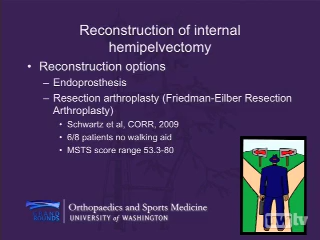 Reconstruction of internal
hemipelvectomy
• Reconstruction options
– Endoprosthesis
– Resection arthroplasty (Friedman-Eilber Resection
Arthroplasty)
• Schwartz et al, CORR, 2009
• 6/8 patients no walking aid
• MSTS score range 53.3-80
Orthopaedics and Sports Medicine
UNIVERSITY of WASHINGTON
tv